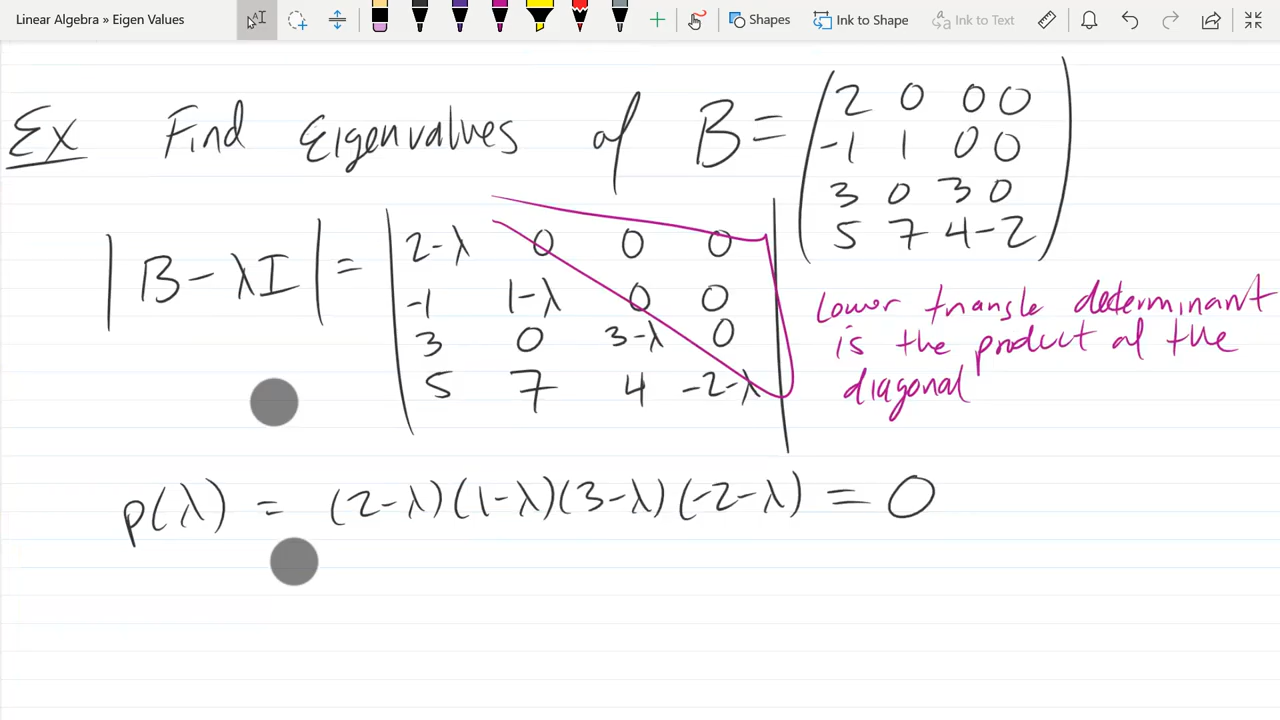 Linear Algebra » Eigen Values
Shapes
Ink to Shape
Ink to Text
Ex Find Eigenvalues of B = ( 2 0 0 0
-1 1 0 0
3 0 3 0
5 7 4 -2 )
|B - λI| = | 2-λ 0 0 0
-1 1-λ 0 0
3 0 3-λ 0
5 7 4 -2-λ |
Lower triangle determinant
is the product of the
diagonal
p(λ) = (2-λ)(1-λ)(3-λ)(-2-λ) = 0